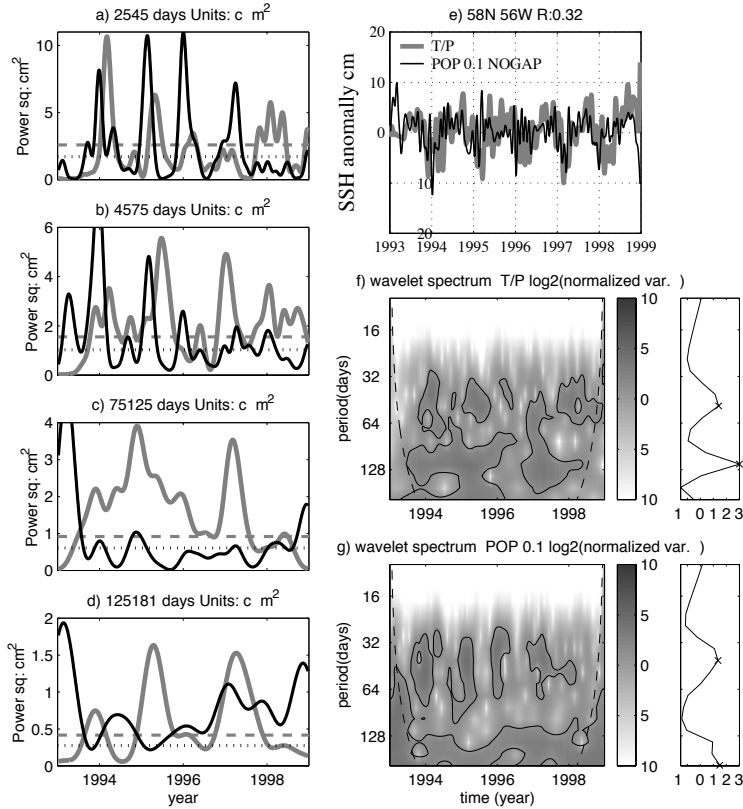 a) 2545 days Units: c m²
10
5
0
Power sq: cm²
b) 4575 days Units: c m²
6
4
2
0
Power sq: cm²
c) 75125 days Units: c m²
4
3
2
1
0
Power sq: cm²
d) 125181 days Units: c m²
2
1.5
1
0.5
0
Power sq: cm²
1994 1996 1998
year
e) 58N 56W R:0.32
T/P
POP 0.1 NOGAP
20
10
0
10
20
SSH anomally cm
1993 1994 1995 1996 1997 1998 1999
f) wavelet spectrum T/P log2(normalized var. )
16
32
64
128
period(days)
1994 1996 1998
10
5
0
5
10
1 0 1 2 3
g) wavelet spectrum POP 0.1 log2(normalized var. )
16
32
64
128
period(days)
1994 1996 1998
time (year)
10
5
0
5
10
1 0 1 2 3